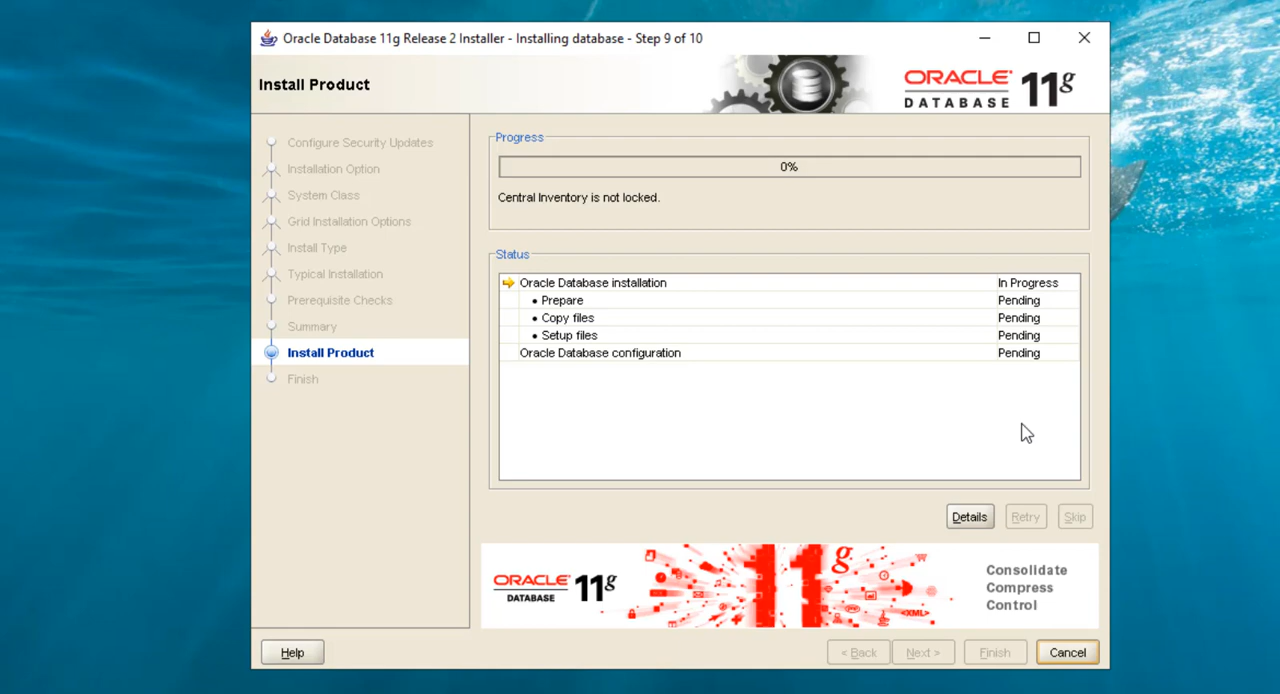 Oracle Database 11g Release 2 Installer - Installing database - Step 9 of 10
Install Product
ORACLE
DATABASE 11g
Configure Security Updates
Installation Option
System Class
Grid Installation Options
Install Type
Typical Installation
Prerequisite Checks
Summary
Install Product
Finish
Progress
0%
Central Inventory is not locked.
Status
Oracle Database installation In Progress
• Prepare Pending
• Copy files Pending
• Setup files Pending
Oracle Database configuration Pending
Details Retry Skip
ORACLE
DATABASE 11g
11g
<XML>
Consolidate
Compress
Control
Help < Back Next > Finish Cancel